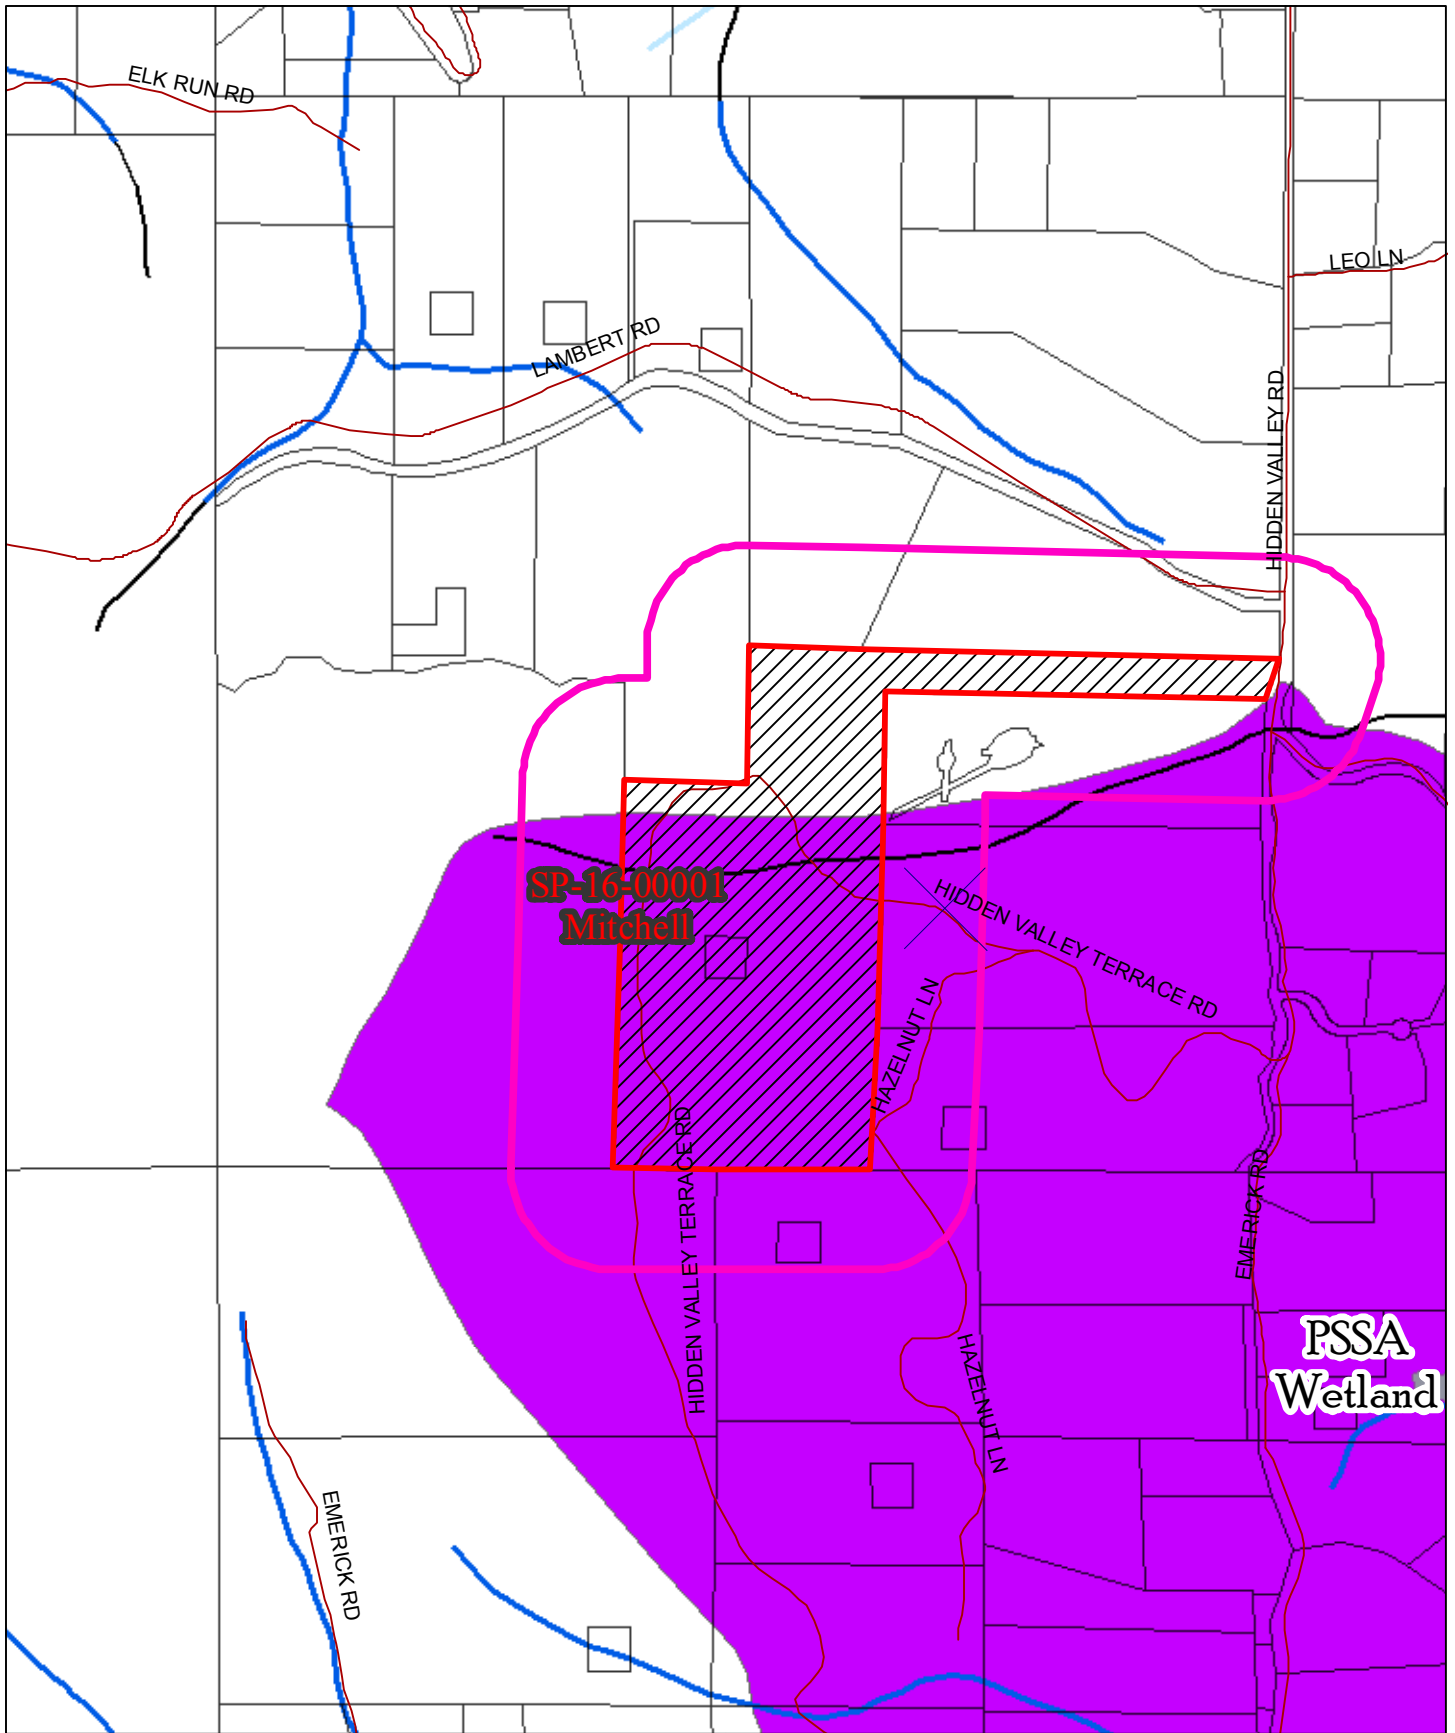 ELK RUN RD
LEO LN
LAMBERT RD
HIDDEN VALLEY RD
SP-16-00001
Mitchell
HIDDEN VALLEY TERRACE RD
HAZELNUT LN
HIDDEN VALLEY TERRACE RD
EMERICK RD
PSSA
Wetland
HAZELNUT LN
EMERICK RD